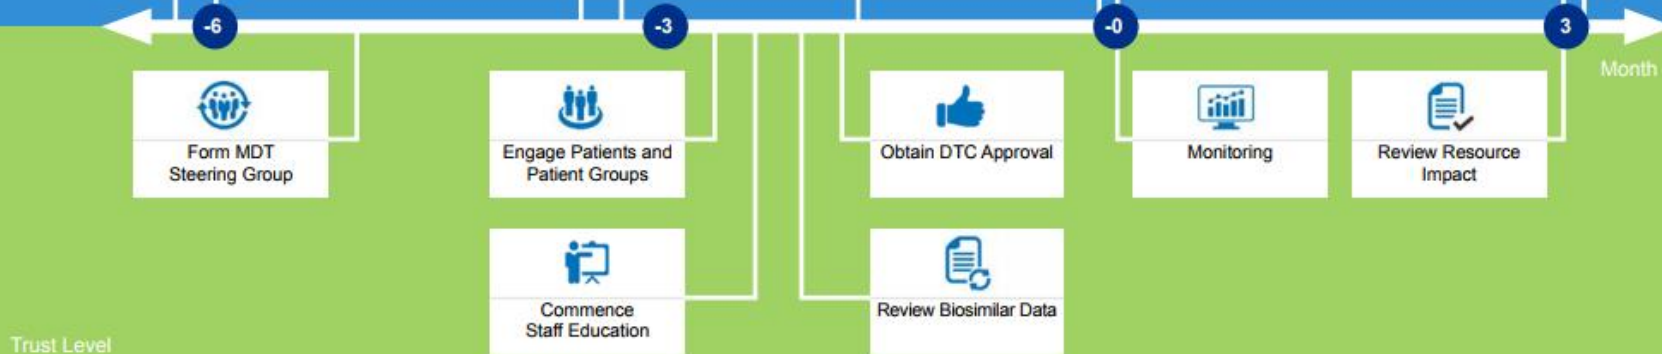 -6
-3
-0
3
Month
Form MDT
Steering Group
Engage Patients and
Patient Groups
Obtain DTC Approval
Monitoring
Review Resource
Impact
Commence
Staff Education
Review Biosimilar Data
Trust Level